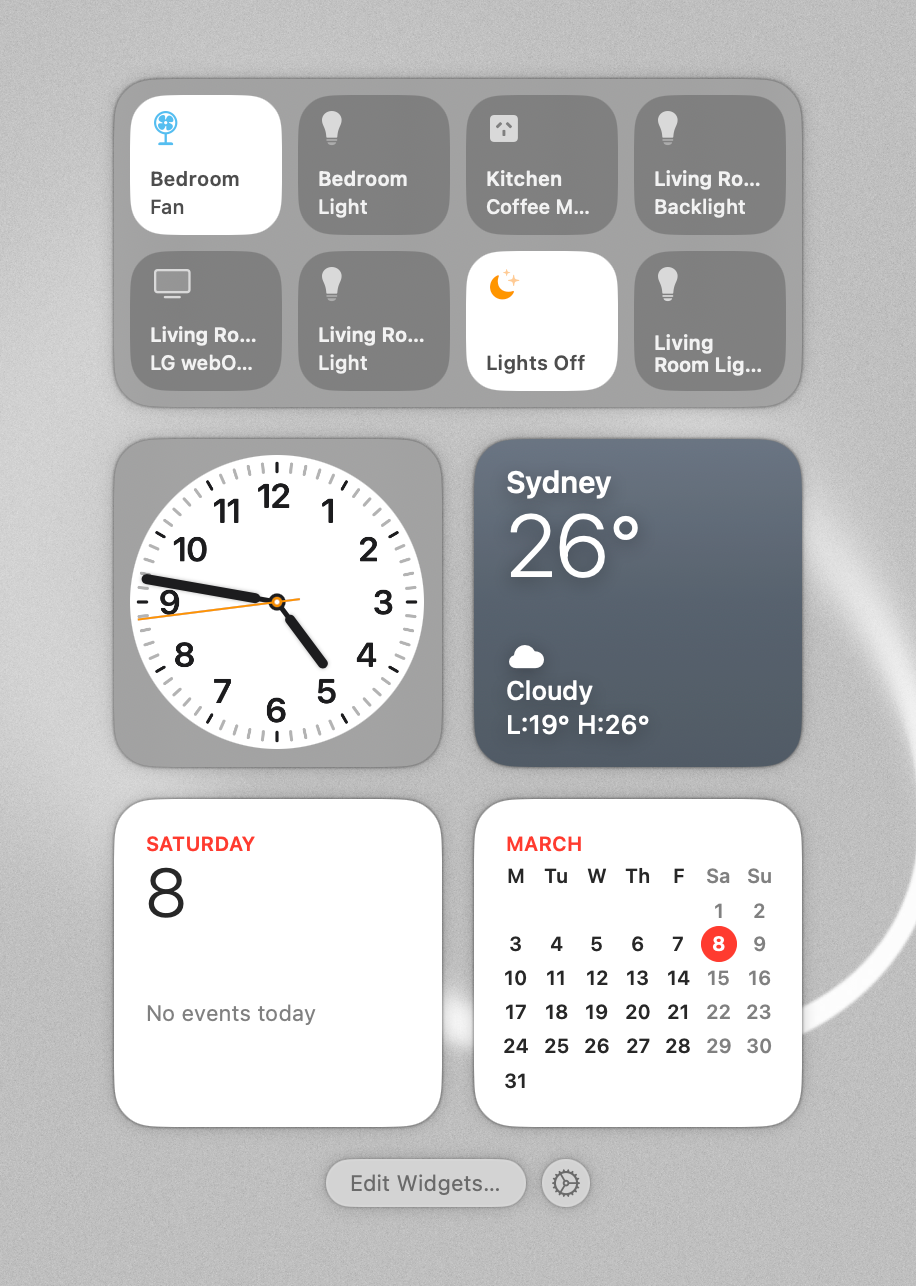 Bedroom
Fan
Bedroom
Light
Kitchen
Coffee M...
Living Ro...
Backlight
Living Ro...
LG webO...
Living Ro...
Light
Lights Off
Living
Room Lig...
12
1
2
3
4
5
6
7
8
9
10
11
Sydney
26°
Cloudy
L:19° H:26°
SATURDAY
8
No events today
MARCH
M Tu W Th F Sa Su
1 2
3 4 5 6 7 8 9
10 11 12 13 14 15 16
17 18 19 20 21 22 23
24 25 26 27 28 29 30
31
Edit Widgets...